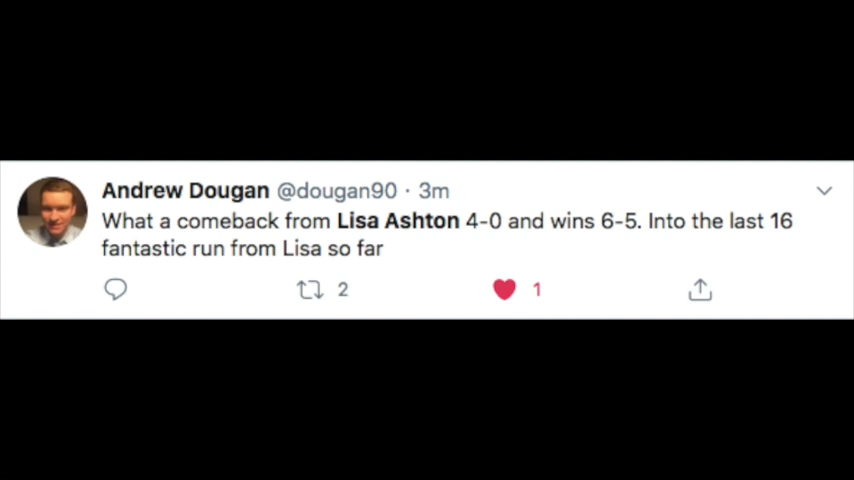 Andrew Dougan @dougan90 · 3m
What a comeback from Lisa Ashton 4-0 and wins 6-5. Into the last 16
fantastic run from Lisa so far
2 1